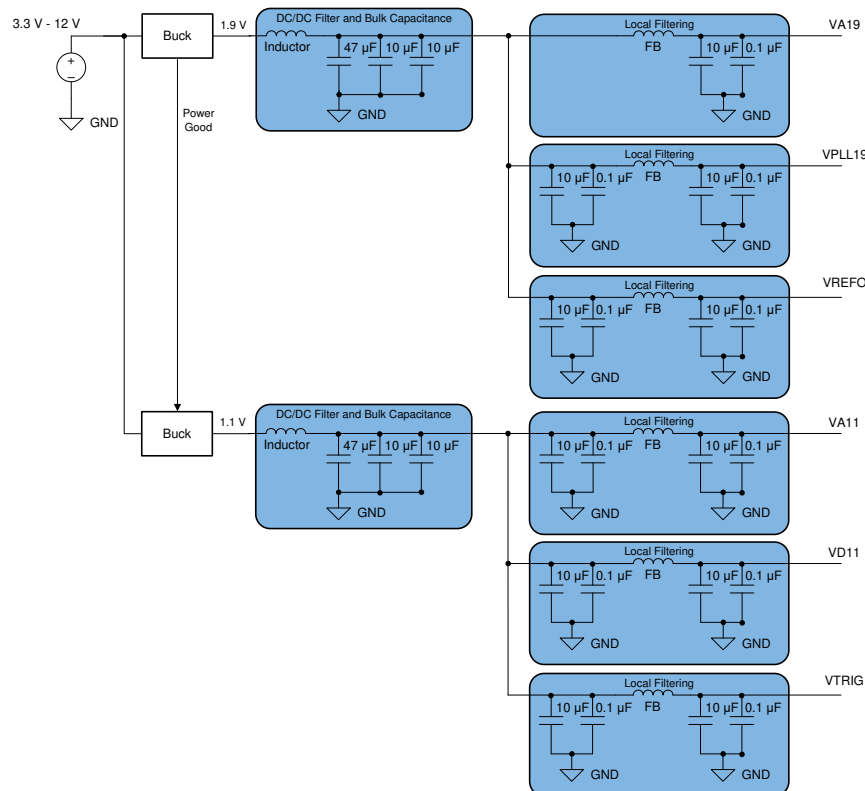 3.3 V - 12 V
+
−
GND
Buck
1.9 V
Power
Good
DC/DC Filter and Bulk Capacitance
Inductor
47 µF
10 µF
10 µF
GND
Local Filtering
FB
10 µF
0.1 µF
GND
VA19
Local Filtering
10 µF
0.1 µF
FB
10 µF
0.1 µF
GND
GND
VPLL19
Local Filtering
10 µF
0.1 µF
FB
10 µF
0.1 µF
GND
GND
VREFO
Buck
1.1 V
DC/DC Filter and Bulk Capacitance
Inductor
47 µF
10 µF
10 µF
GND
Local Filtering
10 µF
0.1 µF
FB
10 µF
0.1 µF
GND
GND
VA11
Local Filtering
10 µF
0.1 µF
FB
10 µF
0.1 µF
GND
GND
VD11
Local Filtering
10 µF
0.1 µF
FB
10 µF
0.1 µF
GND
GND
VTRIG